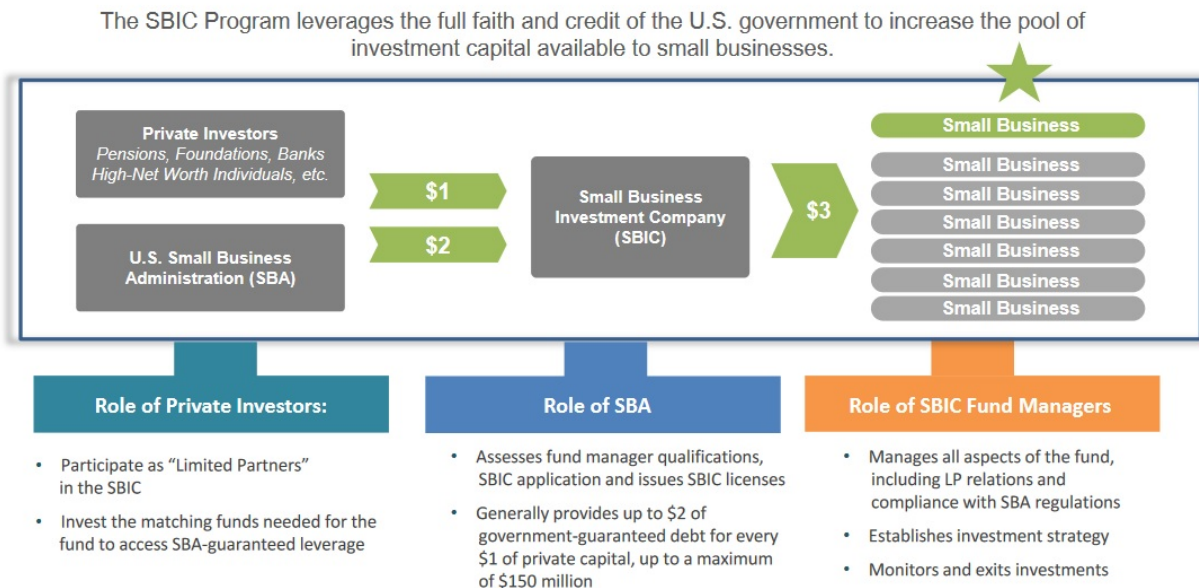 The SBIC Program leverages the full faith and credit of the U.S. government to increase the pool of
investment capital available to small businesses.
Private Investors
Pensions, Foundations, Banks
High-Net Worth Individuals, etc.
U.S. Small Business
Administration (SBA)
$1
$2
Small Business
Investment Company
(SBIC)
$3
Small Business
Small Business
Small Business
Small Business
Small Business
Small Business
Small Business
Role of Private Investors:
• Participate as “Limited Partners”
in the SBIC
• Invest the matching funds needed for the
fund to access SBA-guaranteed leverage
Role of SBA
• Assesses fund manager qualifications,
SBIC application and issues SBIC licenses
• Generally provides up to $2 of
government-guaranteed debt for every
$1 of private capital, up to a maximum
of $150 million
Role of SBIC Fund Managers
• Manages all aspects of the fund,
including LP relations and
compliance with SBA regulations
• Establishes investment strategy
• Monitors and exits investments